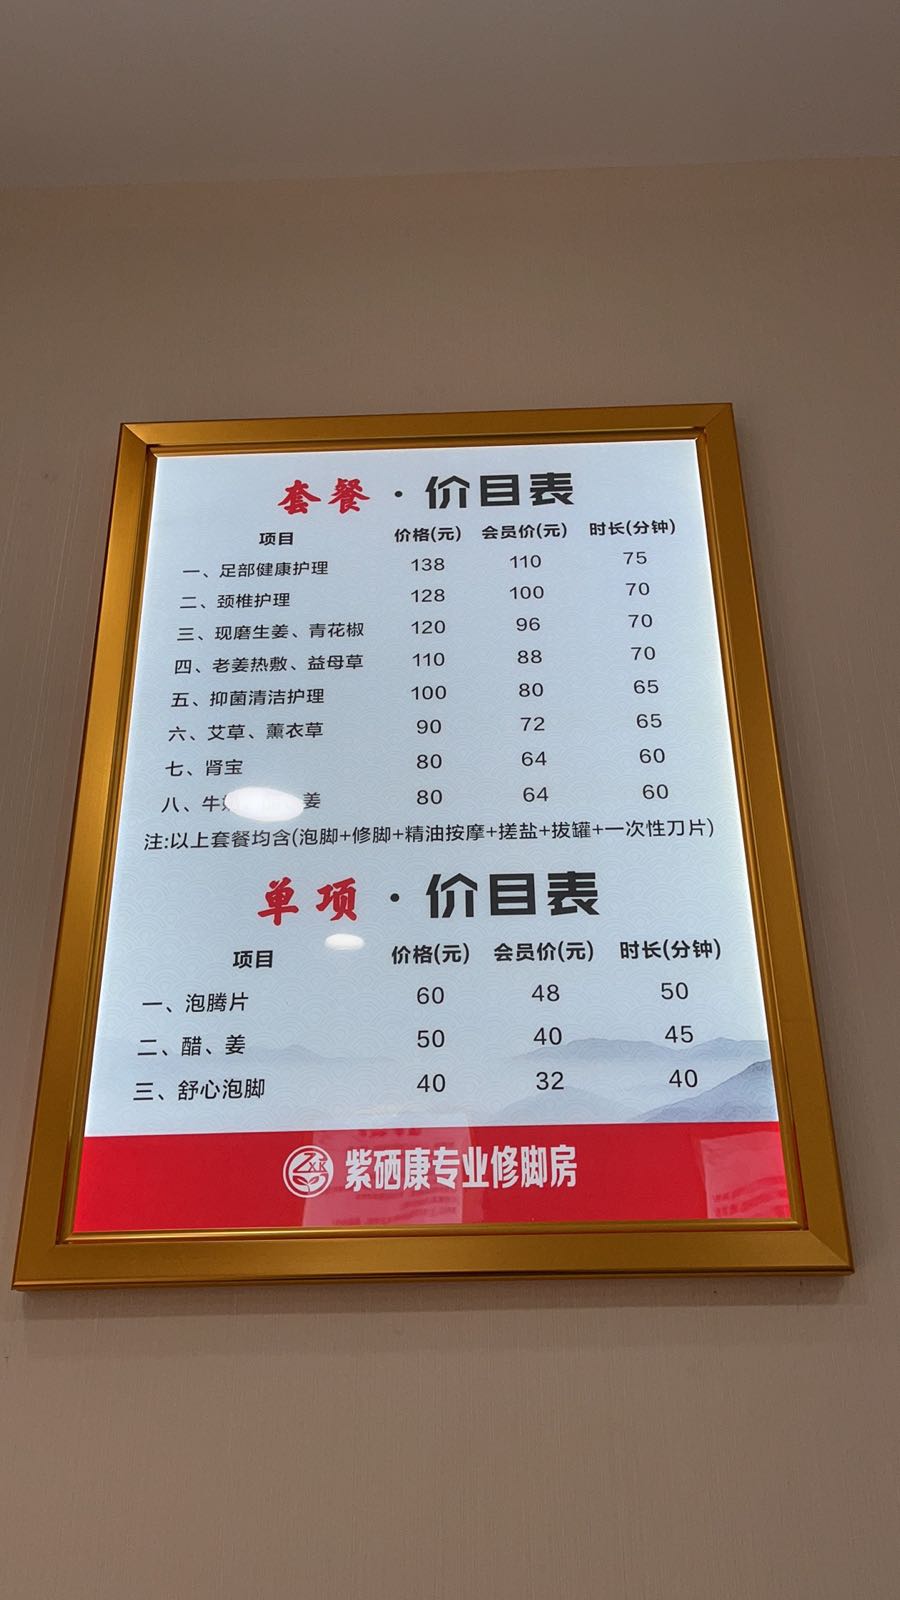 套餐·价目表
项目 价格(元) 会员价(元) 时长(分钟)
一、足部健康护理 138 110 75
二、颈椎护理 128 100 70
三、现磨生姜、青花椒 120 96 70
四、老姜热敷、益母草 110 88 70
五、抑菌清洁护理 100 80 65
六、艾草、薰衣草 90 72 65
七、肾宝 80 64 60
八、牛 姜 80 64 60
注:以上套餐均含(泡脚+修脚+精油按摩+搓盐+拔罐+一次性刀片)
单项·价目表
项目 价格(元) 会员价(元) 时长(分钟)
一、泡腾片 60 48 50
二、醋、姜 50 40 45
三、舒心泡脚 40 32 40
ZXK 紫硒康专业修脚房